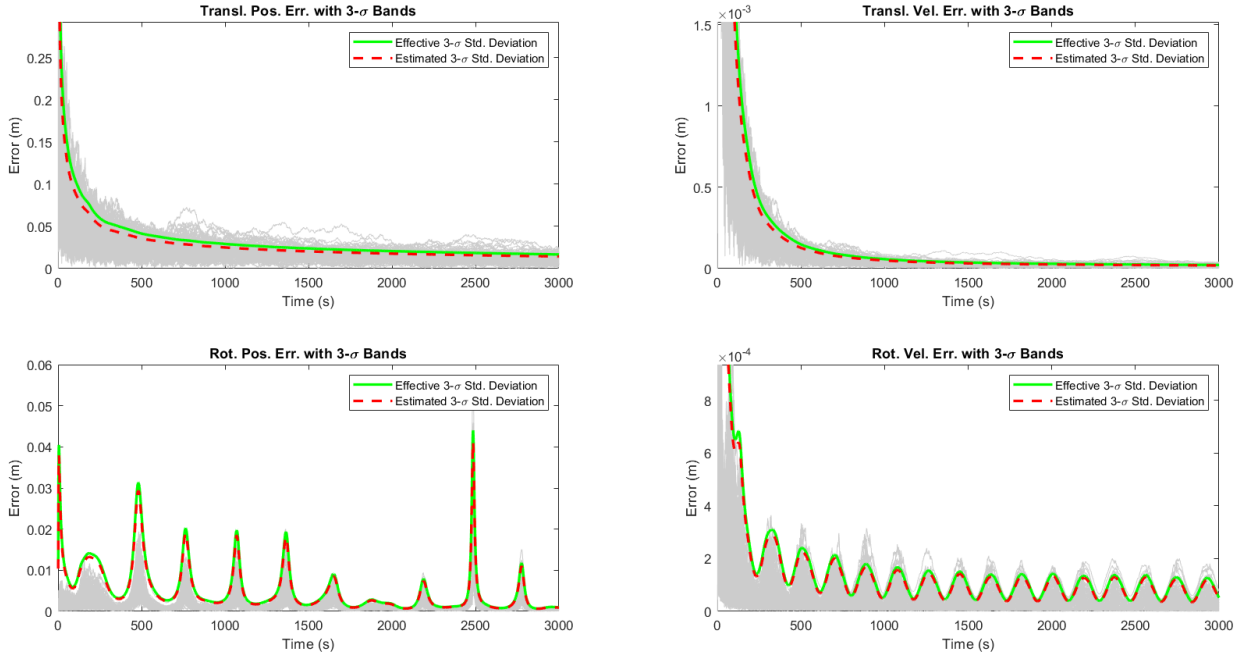 Transl. Pos. Err. with 3-σ Bands
Effective 3-σ Std. Deviation
Estimated 3-σ Std. Deviation
Error (m)
0.25
0.2
0.15
0.1
0.05
0
0 500 1000 1500 2000 2500 3000
Time (s)
Transl. Vel. Err. with 3-σ Bands
×10⁻³
Effective 3-σ Std. Deviation
Estimated 3-σ Std. Deviation
Error (m)
1.5
1
0.5
0
0 500 1000 1500 2000 2500 3000
Time (s)
Rot. Pos. Err. with 3-σ Bands
Effective 3-σ Std. Deviation
Estimated 3-σ Std. Deviation
Error (m)
0.06
0.05
0.04
0.03
0.02
0.01
0
0 500 1000 1500 2000 2500 3000
Time (s)
Rot. Vel. Err. with 3-σ Bands
×10⁻⁴
Effective 3-σ Std. Deviation
Estimated 3-σ Std. Deviation
Error (m)
8
6
4
2
0
0 500 1000 1500 2000 2500 3000
Time (s)